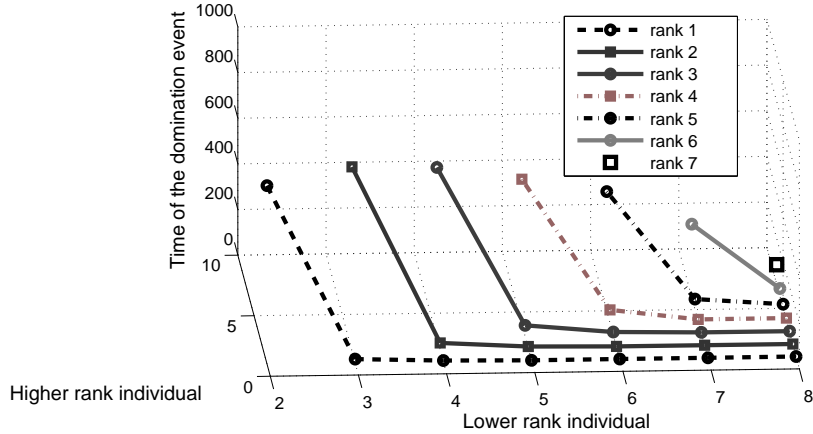 1000
800
600
400
200
0
Time of the domination event
10
5
0
Higher rank individual
2
3
4
5
6
7
8
Lower rank individual
rank 1
rank 2
rank 3
rank 4
rank 5
rank 6
rank 7